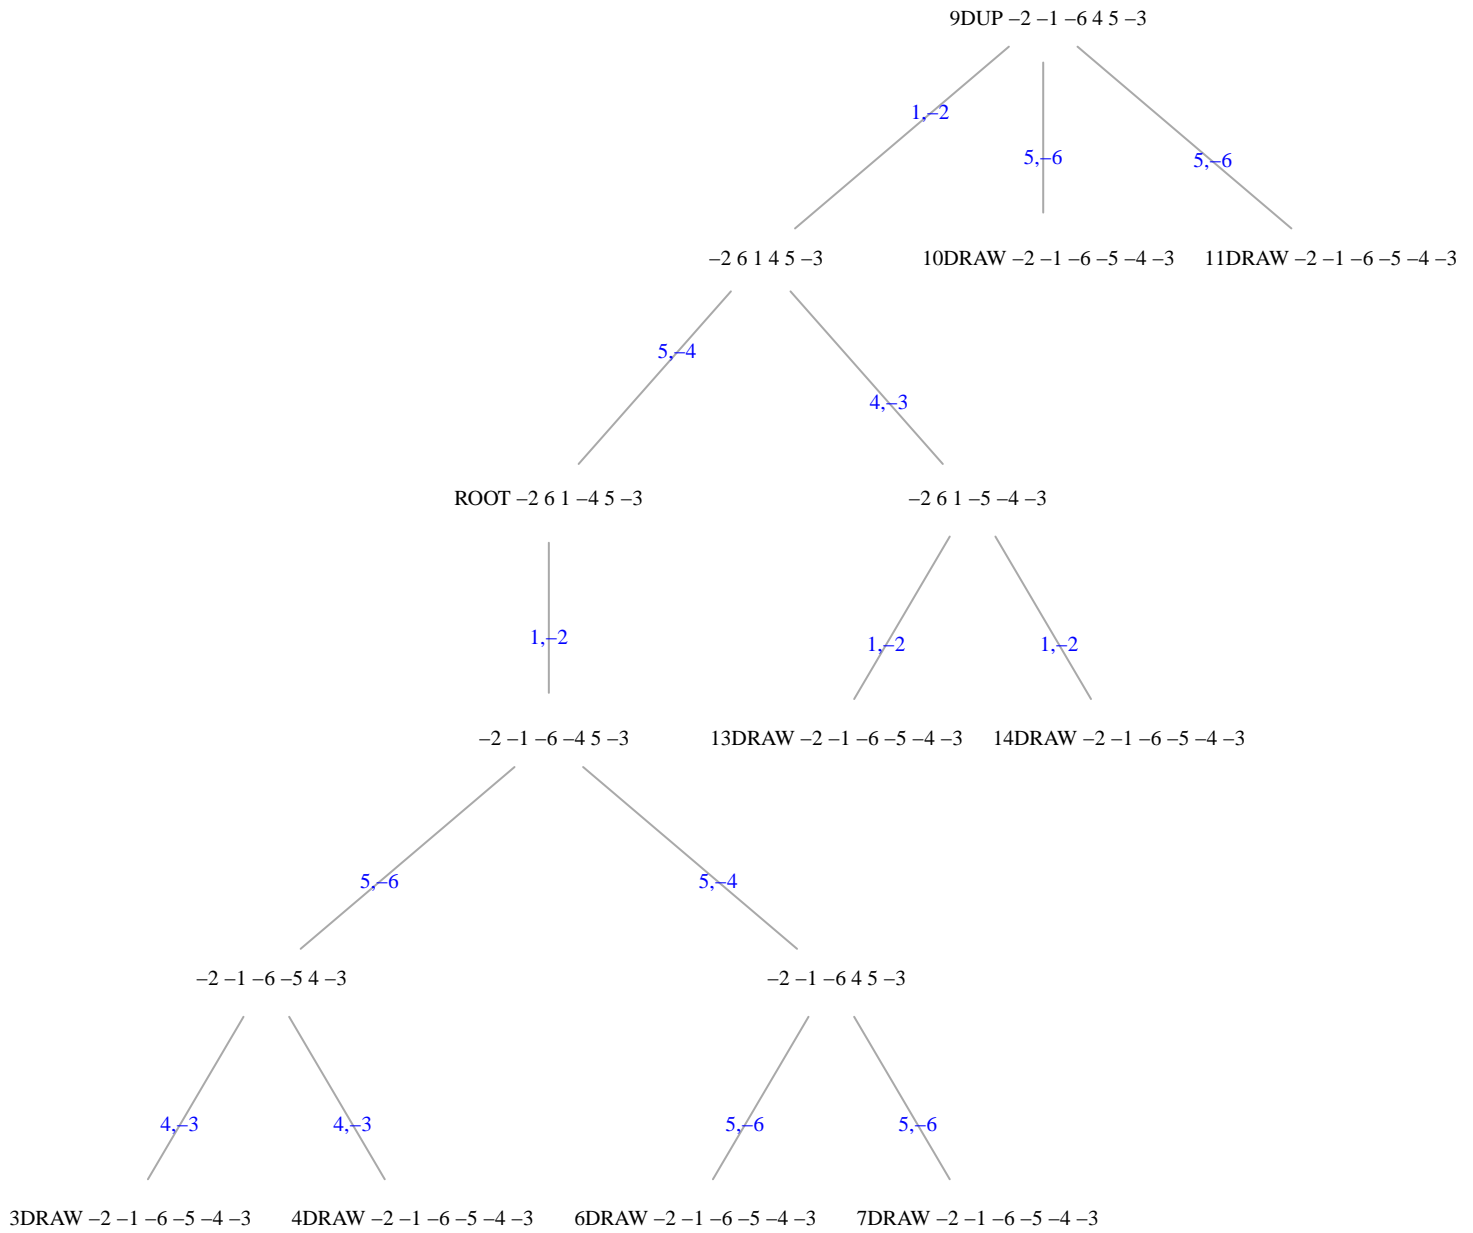 9DUP –2 –1 –6 4 5 –3
1,–2
5,–6
5,–6
–2 6 1 4 5 –3
10DRAW –2 –1 –6 –5 –4 –3
11DRAW –2 –1 –6 –5 –4 –3
5,–4
4,–3
ROOT –2 6 1 –4 5 –3
–2 6 1 –5 –4 –3
1,–2
1,–2
1,–2
–2 –1 –6 –4 5 –3
13DRAW –2 –1 –6 –5 –4 –3
14DRAW –2 –1 –6 –5 –4 –3
5,–6
5,–4
–2 –1 –6 –5 4 –3
–2 –1 –6 4 5 –3
4,–3
4,–3
5,–6
5,–6
3DRAW –2 –1 –6 –5 –4 –3
4DRAW –2 –1 –6 –5 –4 –3
6DRAW –2 –1 –6 –5 –4 –3
7DRAW –2 –1 –6 –5 –4 –3